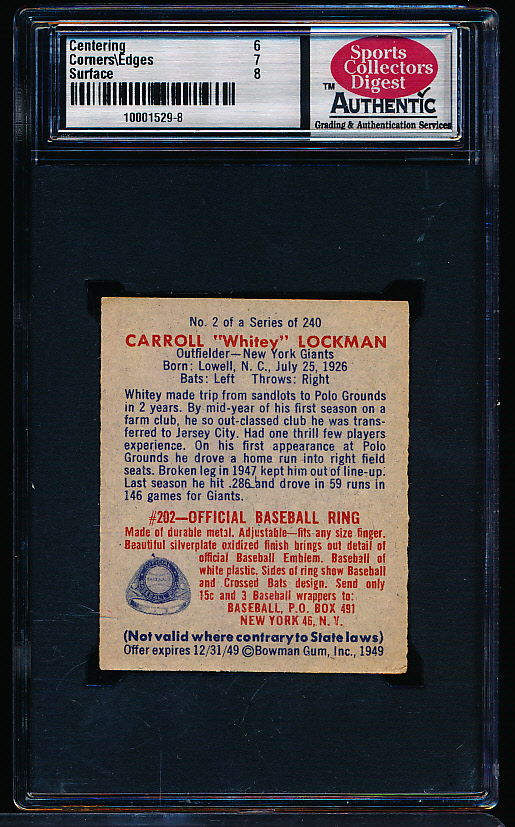 Centering 6
Corners\Edges 7
Surface 8
10001529-8
Sports
Collectors
Digest
TM
AUTHENTIC
Grading & Authentication Services
No. 2 of a Series of 240
CARROLL "Whitey" LOCKMAN
Outfielder—New York Giants
Born: Lowell, N. C., July 25, 1926
Bats: Left Throws: Right
Whitey made trip from sandlots to Polo Grounds
in 2 years. By mid-year of his first season on a
farm club, he so out-classed club he was trans-
ferred to Jersey City. Had one thrill few players
experience. On his first appearance at Polo
Grounds he drove a home run into right field
seats. Broken leg in 1947 kept him out of line-up.
Last season he hit .286 and drove in 59 runs in
146 games for Giants.
#202—OFFICIAL BASEBALL RING
Made of durable metal. Adjustable—fits any size finger.
Beautiful silverplate oxidized finish brings out detail of
official Baseball Emblem. Baseball of
white plastic. Sides of ring show Baseball
and Crossed Bats design. Send only
15c and 3 Baseball wrappers to:
BASEBALL, P.O. BOX 491
NEW YORK 46, N. Y.
(Not valid where contrary to State laws)
Offer expires 12/31/49 ©Bowman Gum, Inc., 1949